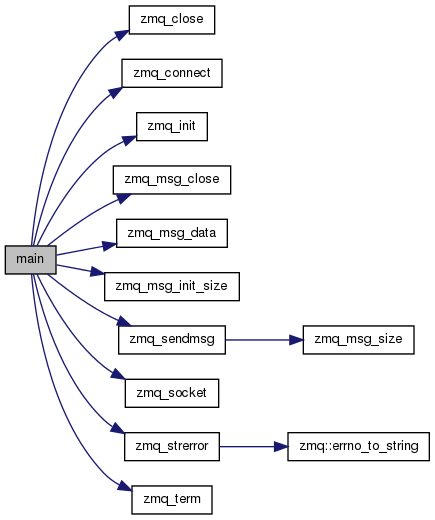 zmq_close
zmq_connect
zmq_init
zmq_msg_close
zmq_msg_data
main
zmq_msg_init_size
zmq_sendmsg
zmq_msg_size
zmq_socket
zmq_strerror
zmq::errno_to_string
zmq_term